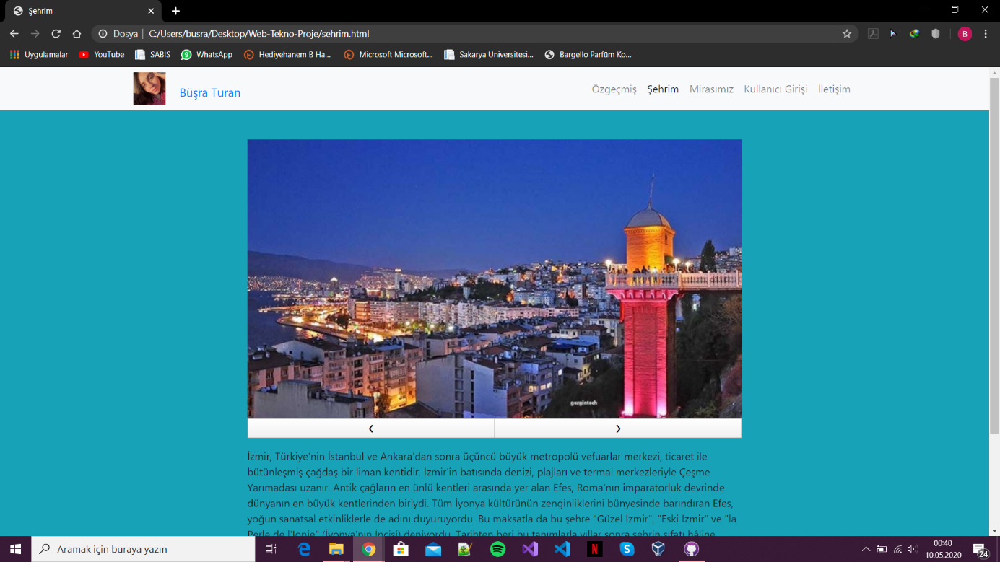 Şehrim
Dosya | C:/Users/busra/Desktop/Web-Tekno-Proje/sehrim.html
Uygulamalar YouTube SABİS 9 WhatsApp Hediyehanem B Ha... Microsoft Microsoft... Sakarya Üniversitesi... Bargello Parfüm Ko...
B
Büşra Turan
Özgeçmiş Şehrim Mirasımız Kullanıcı Girişi İletişim
gezgintech
İzmir, Türkiye'nin İstanbul ve Ankara'dan sonra üçüncü büyük metropolü vefuarlar merkezi, ticaret ile
bütünleşmiş çağdaş bir liman kentidir. İzmir'in batısında denizi, plajları ve termal merkezleriyle Çeşme
Yarımadası uzanır. Antik çağların en ünlü kentleri arasında yer alan Efes, Roma'nın imparatorluk devrinde
dünyanın en büyük kentlerinden biriydi. Tüm İyonya kültürünün zenginliklerini bünyesinde barındıran Efes,
yoğun sanatsal etkinliklerle de adını duyuruyordu. Bu maksatla da bu şehre "Güzel İzmir", "Eski İzmir" ve "la
Perle de l'Ionie" (İyonya'nın İncisi) deniyordu. Tarihten beri bu tanımlarla yıllar sonra şehrin sıfatı hâline
Aramak için buraya yazın
00:40
10.05.2020
24